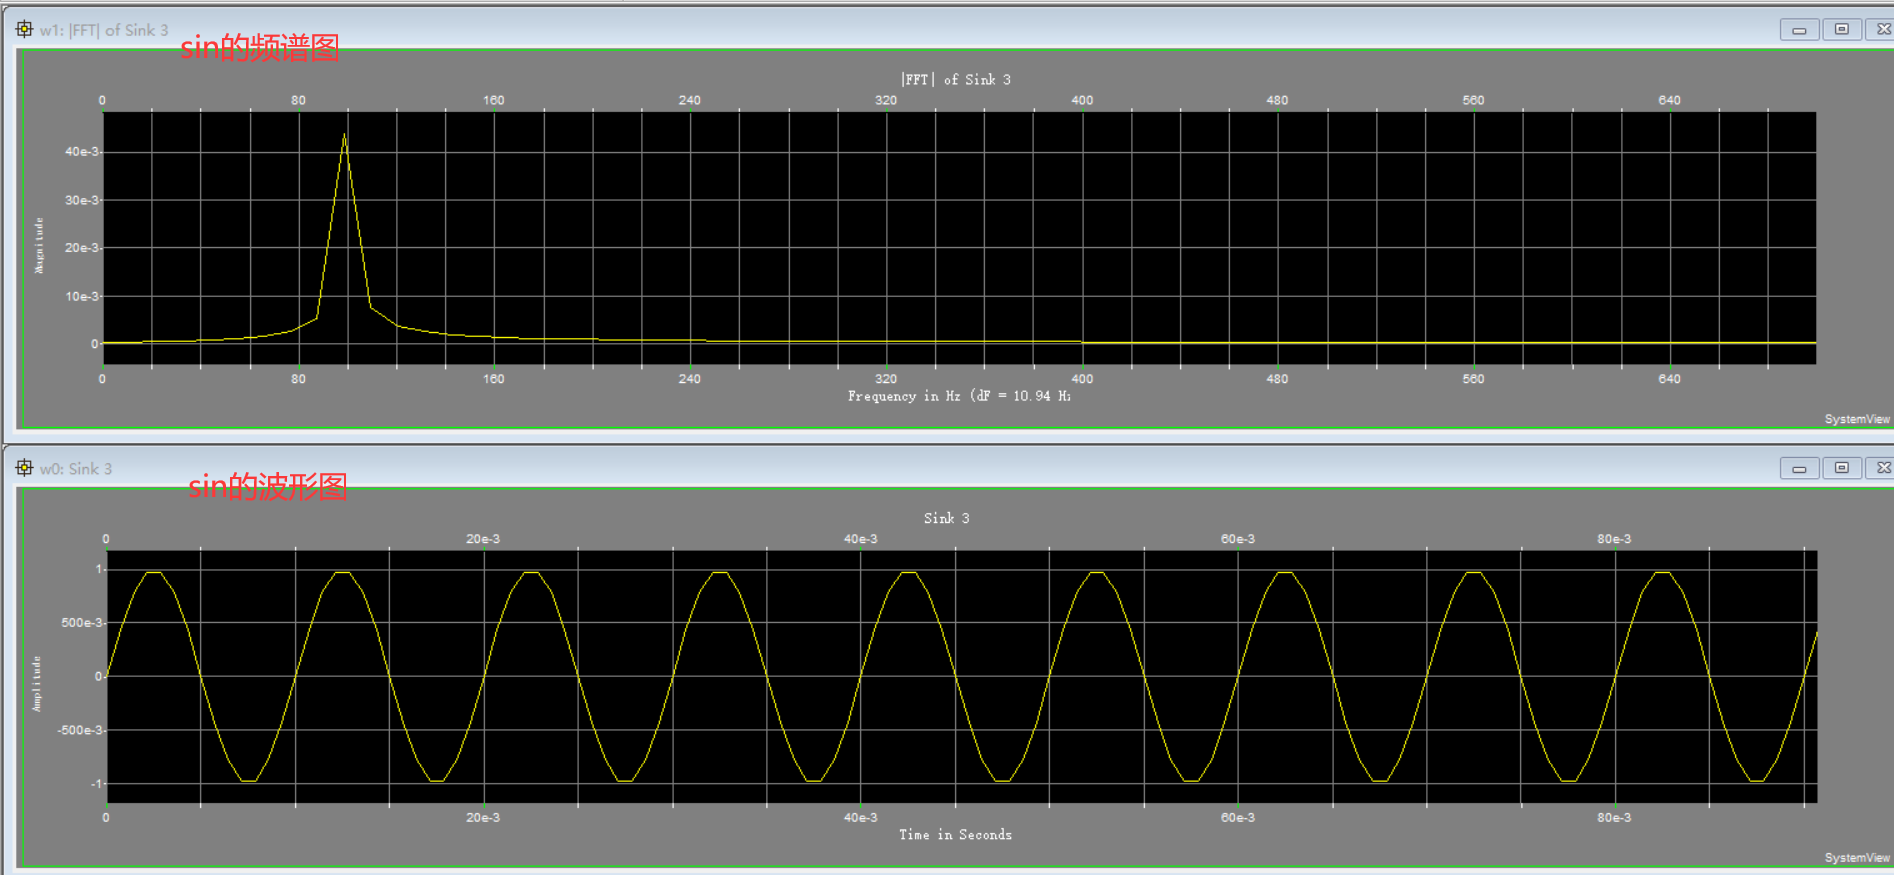 w1: |FFT| of Sink 3
sin的频谱图
|FFT| of Sink 3
0 80 160 240 320 400 480 560 640
40e-3
30e-3
20e-3
10e-3
0
Magnitude
0 80 160 240 320 400 480 560 640
Frequency in Hz (dF = 10.94 H
SystemView
w0: Sink 3
sin的波形图
Sink 3
0 20e-3 40e-3 60e-3 80e-3
1
500e-3
0
-500e-3
-1
Amplitude
0 20e-3 40e-3 60e-3 80e-3
Time in Seconds
SystemView